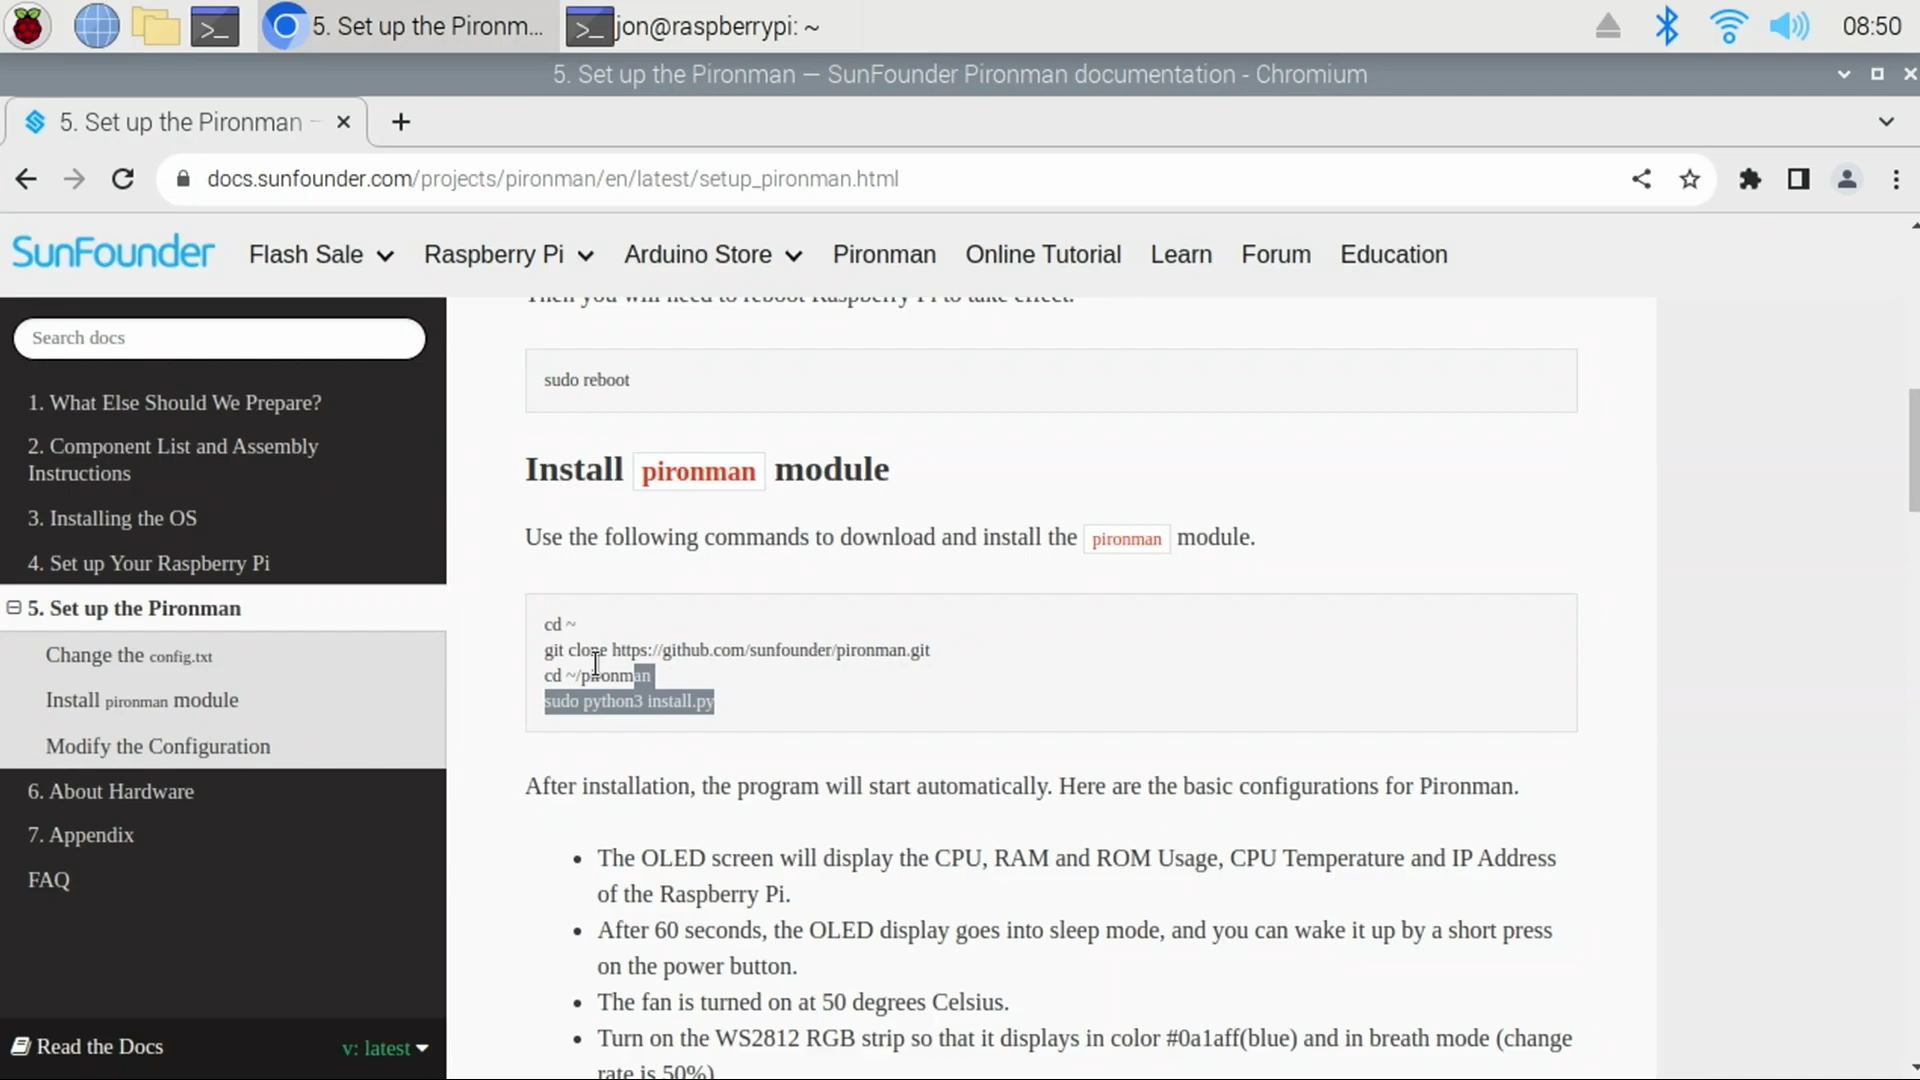 5. Set up the Pironm...
jon@raspberrypi: ~
08:50
5. Set up the Pironman — SunFounder Pironman documentation - Chromium
5. Set up the Pironman
docs.sunfounder.com/projects/pironman/en/latest/setup_pironman.html
SunFounder
Flash Sale
Raspberry Pi
Arduino Store
Pironman
Online Tutorial
Learn
Forum
Education
Search docs
1. What Else Should We Prepare?
2. Component List and Assembly
Instructions
3. Installing the OS
4. Set up Your Raspberry Pi
5. Set up the Pironman
Change the config.txt
Install pironman module
Modify the Configuration
6. About Hardware
7. Appendix
FAQ
Read the Docs
v: latest
Then you will need to reboot Raspberry Pi to take effect.
sudo reboot
Install pironman module
Use the following commands to download and install the pironman module.
cd ~
git clone https://github.com/sunfounder/pironman.git
cd ~/pironman
sudo python3 install.py
After installation, the program will start automatically. Here are the basic configurations for Pironman.
• The OLED screen will display the CPU, RAM and ROM Usage, CPU Temperature and IP Address
of the Raspberry Pi.
• After 60 seconds, the OLED display goes into sleep mode, and you can wake it up by a short press
on the power button.
• The fan is turned on at 50 degrees Celsius.
• Turn on the WS2812 RGB strip so that it displays in color #0a1aff(blue) and in breath mode (change
rate is 50%)